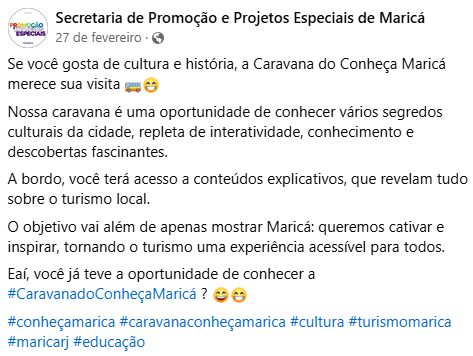 PROMOÇÃO
ESPECIAIS
Secretaria de Promoção e Projetos Especiais de Maricá
27 de fevereiro ·
Se você gosta de cultura e história, a Caravana do Conheça Maricá
merece sua visita 🚌😁
Nossa caravana é uma oportunidade de conhecer vários segredos
culturais da cidade, repleta de interatividade, conhecimento e
descobertas fascinantes.
A bordo, você terá acesso a conteúdos explicativos, que revelam tudo
sobre o turismo local.
O objetivo vai além de apenas mostrar Maricá: queremos cativar e
inspirar, tornando o turismo uma experiência acessível para todos.
Eaí, você já teve a oportunidade de conhecer a
#CaravanadoConheçaMaricá ? 😄😁
#conheçamarica #caravanaconheçamarica #cultura #turismomarica
#maricarj #educação